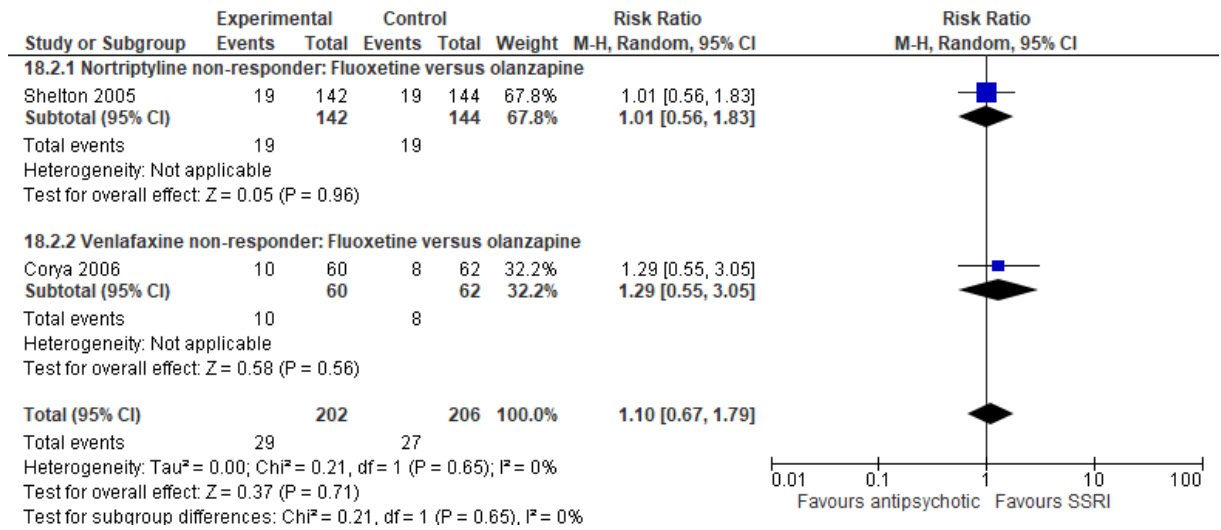 Experimental Control Risk Ratio Risk Ratio
Study or Subgroup Events Total Events Total Weight M-H, Random, 95% CI M-H, Random, 95% CI
18.2.1 Nortriptyline non-responder: Fluoxetine versus olanzapine
Shelton 2005 19 142 19 144 67.8% 1.01 [0.56, 1.83]
Subtotal (95% CI) 142 144 67.8% 1.01 [0.56, 1.83]
Total events 19 19
Heterogeneity: Not applicable
Test for overall effect: Z = 0.05 (P = 0.96)
18.2.2 Venlafaxine non-responder: Fluoxetine versus olanzapine
Corya 2006 10 60 8 62 32.2% 1.29 [0.55, 3.05]
Subtotal (95% CI) 60 62 32.2% 1.29 [0.55, 3.05]
Total events 10 8
Heterogeneity: Not applicable
Test for overall effect: Z = 0.58 (P = 0.56)
Total (95% CI) 202 206 100.0% 1.10 [0.67, 1.79]
Total events 29 27
Heterogeneity: Tau² = 0.00; Chi² = 0.21, df = 1 (P = 0.65); I² = 0%
Test for overall effect: Z = 0.37 (P = 0.71)
Test for subgroup differences: Chi² = 0.21, df = 1 (P = 0.65), I² = 0%
0.01 0.1 1 10 100
Favours antipsychotic Favours SSRI